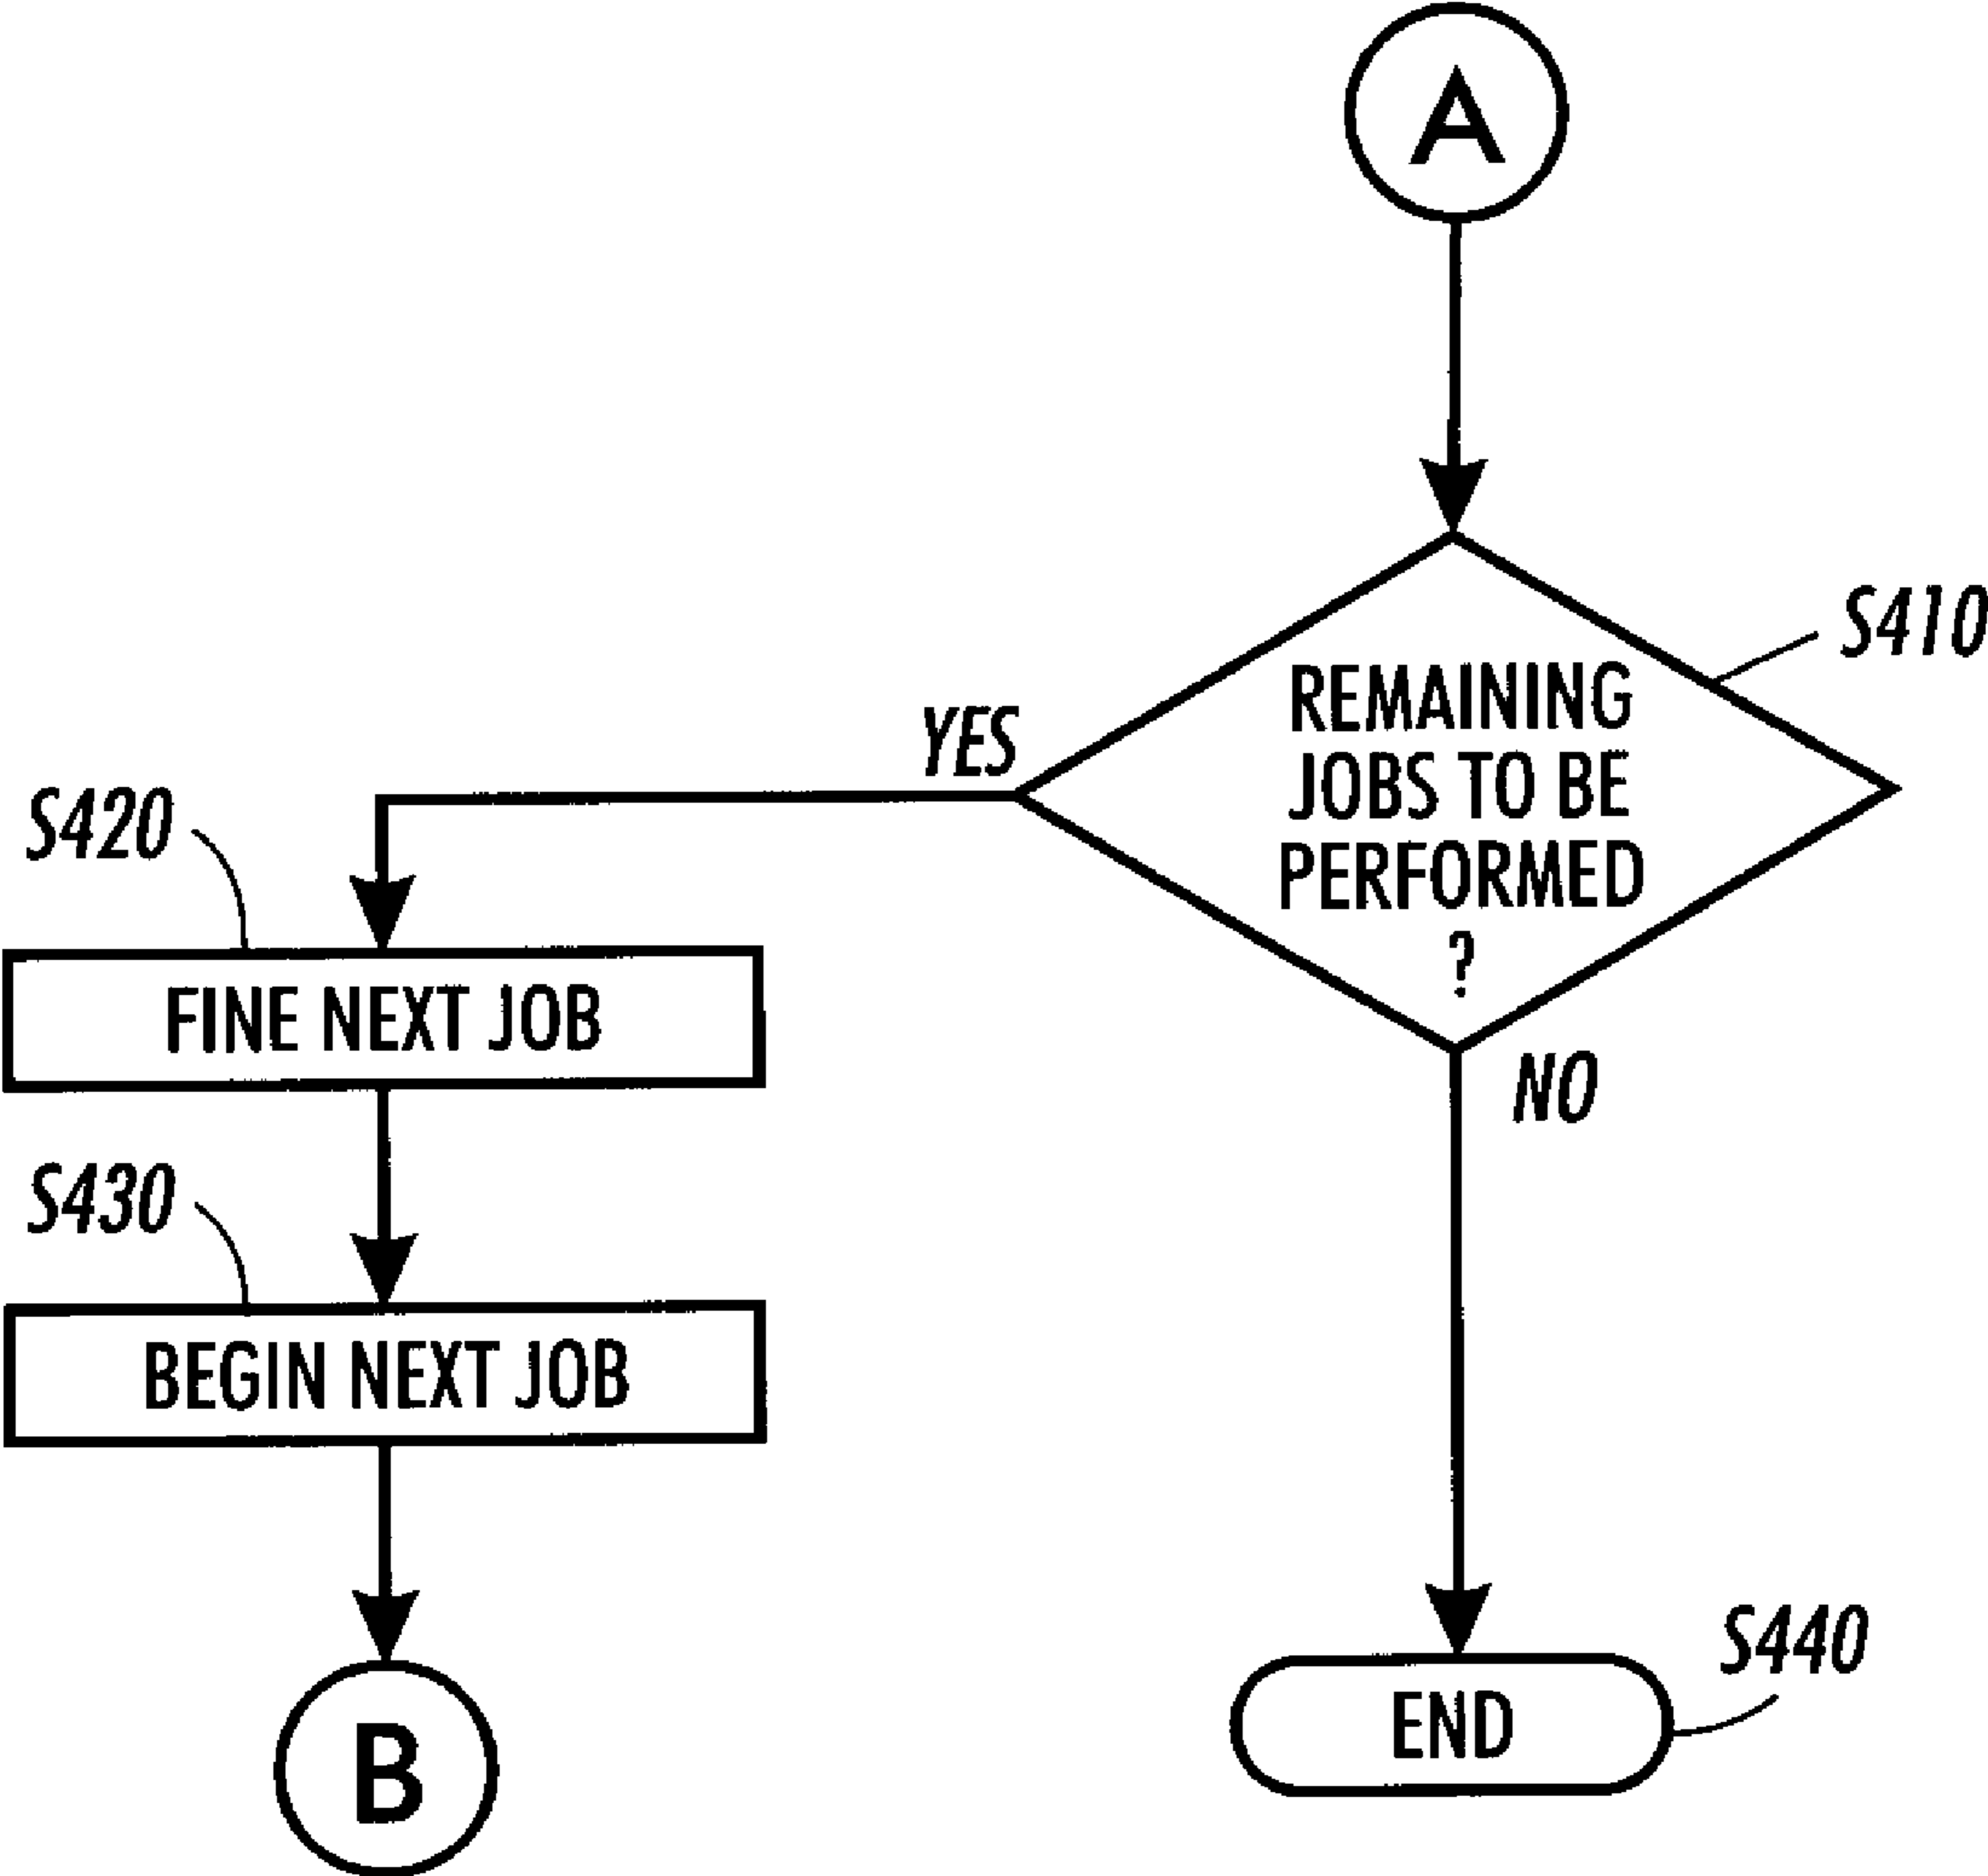 A
S410
REMAINING
JOBS TO BE
PERFORMED
?
YES
NO
S420
FINE NEXT JOB
S430
BEGIN NEXT JOB
B
S440
END